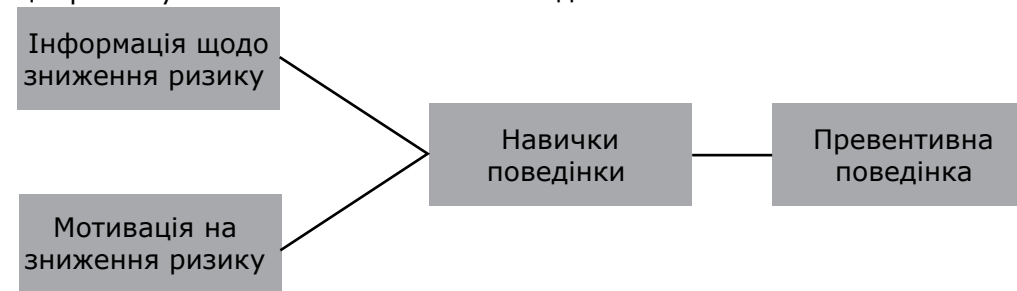 Інформація щодо
зниження ризику
Мотивація на
зниження ризику
Навички
поведінки
Превентивна
поведінка